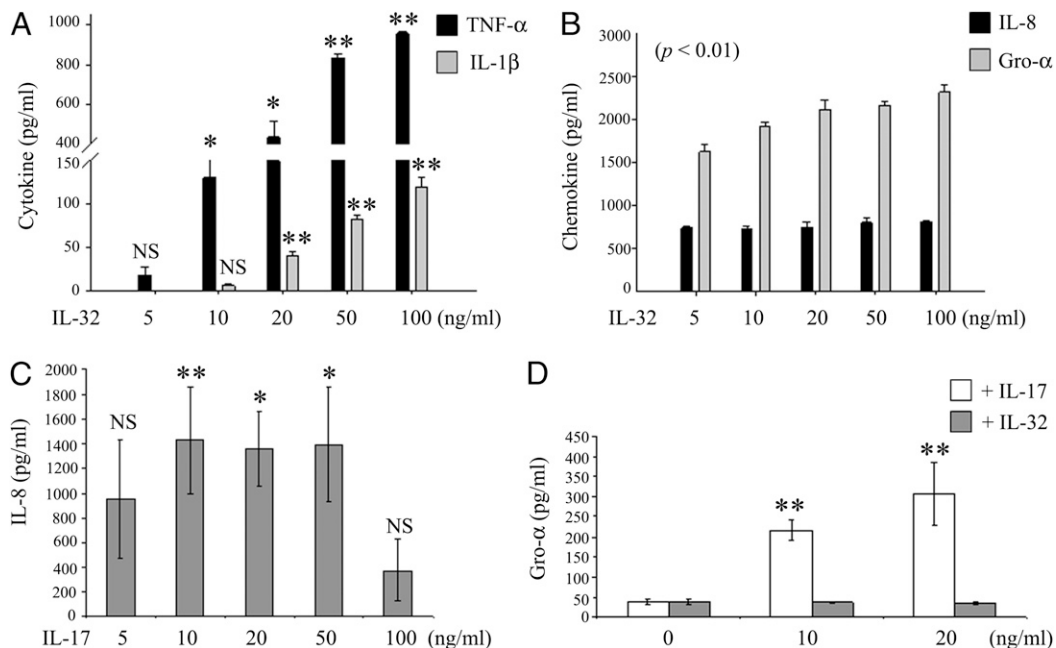 A
TNF-α
IL-1β
Cytokine (pg/ml)
1000
800
600
400
150
100
50
0
NS
*
NS
*
**
**
**
**
**
IL-32 5 10 20 50 100 (ng/ml)
B
IL-8
Gro-α
(p < 0.01)
Chemokine (pg/ml)
3000
2500
2000
1500
1000
500
0
IL-32 5 10 20 50 100 (ng/ml)
C
IL-8 (pg/ml)
2000
1800
1600
1400
1200
1000
800
600
400
200
0
NS
**
*
*
NS
IL-17 5 10 20 50 100 (ng/ml)
D
+ IL-17
+ IL-32
Gro-α (pg/ml)
450
400
350
300
250
200
150
100
50
0
**
**
0 10 20 (ng/ml)